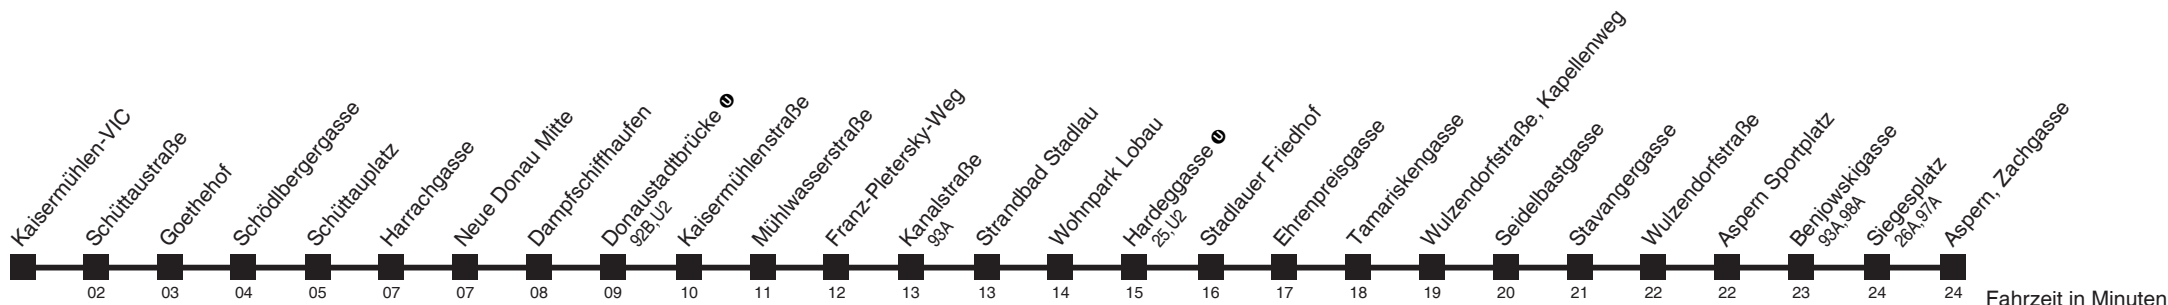 Kaisermühlen-VIC
Schüttaustraße
Goethehof
Schödlbergergasse
Schüttauplatz
Harrachgasse
Neue Donau Mitte
Dampfschiffhaufen
Donaustadtbrücke U
92B, U2
Kaisermühlenstraße
Mühlwasserstraße
Franz-Pletersky-Weg
Kanalstraße
93A
Strandbad Stadlau
Wohnpark Lobau
Hardeggasse U
25, U2
Stadlauer Friedhof
Ehrenpreisgasse
Tamariskengasse
Wulzendorfstraße, Kapellenweg
Seidelbastgasse
Stavangergasse
Wulzendorfstraße
Aspern Sportplatz
Benjowskigasse
93A, 98A
Siegesplatz
26A, 97A
Aspern, Zachgasse
02 03 04 05 07 07 08 09 10 11 12 13 13 14 15 16 17 18 19 20 21 22 22 23 24 24 Fahrzeit in Minuten